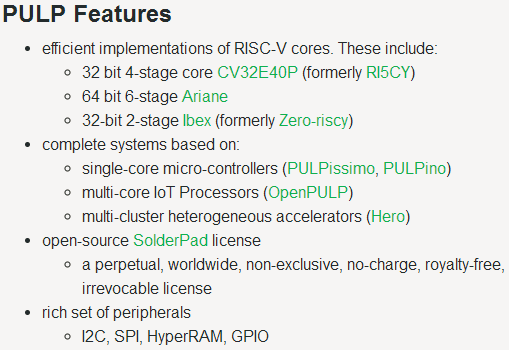 PULP Features
• efficient implementations of RISC-V cores. These include:
◦ 32 bit 4-stage core CV32E40P (formerly RI5CY)
◦ 64 bit 6-stage Ariane
◦ 32-bit 2-stage Ibex (formerly Zero-riscy)
• complete systems based on:
◦ single-core micro-controllers (PULPissimo, PULPino)
◦ multi-core IoT Processors (OpenPULP)
◦ multi-cluster heterogeneous accelerators (Hero)
• open-source SolderPad license
◦ a perpetual, worldwide, non-exclusive, no-charge, royalty-free,
irrevocable license
• rich set of peripherals
◦ I2C, SPI, HyperRAM, GPIO